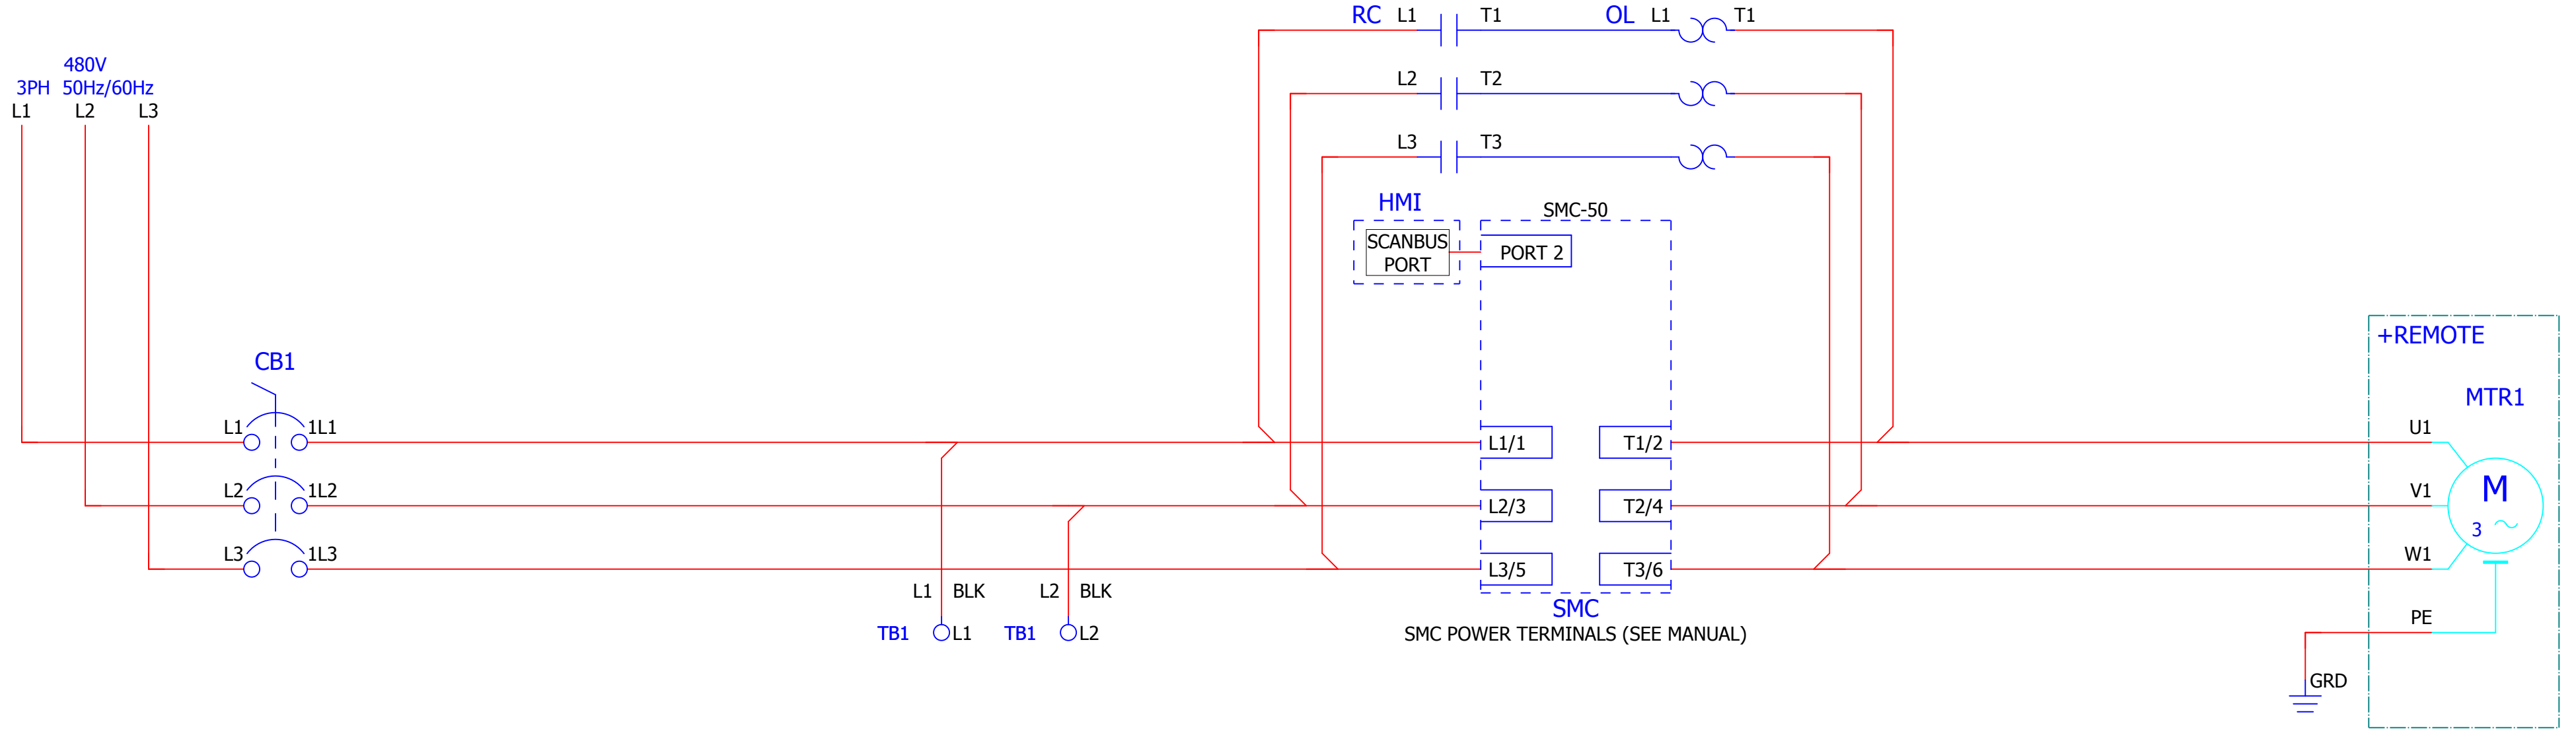 RC L1 T1 OL L1 T1
480V
3PH 50Hz/60Hz
L1 L2 L3
L2 T2
L3 T3
HMI
SMC-50
SCANBUS
PORT
PORT 2
+REMOTE
CB1
MTR1
L1 1L1
L1/1 T1/2
U1
L2 1L2
L2/3 T2/4
V1
M
3
L3 1L3
L3/5 T3/6
W1
L1 BLK L2 BLK
SMC
TB1 L1 TB1 L2
SMC POWER TERMINALS (SEE MANUAL)
PE
GRD